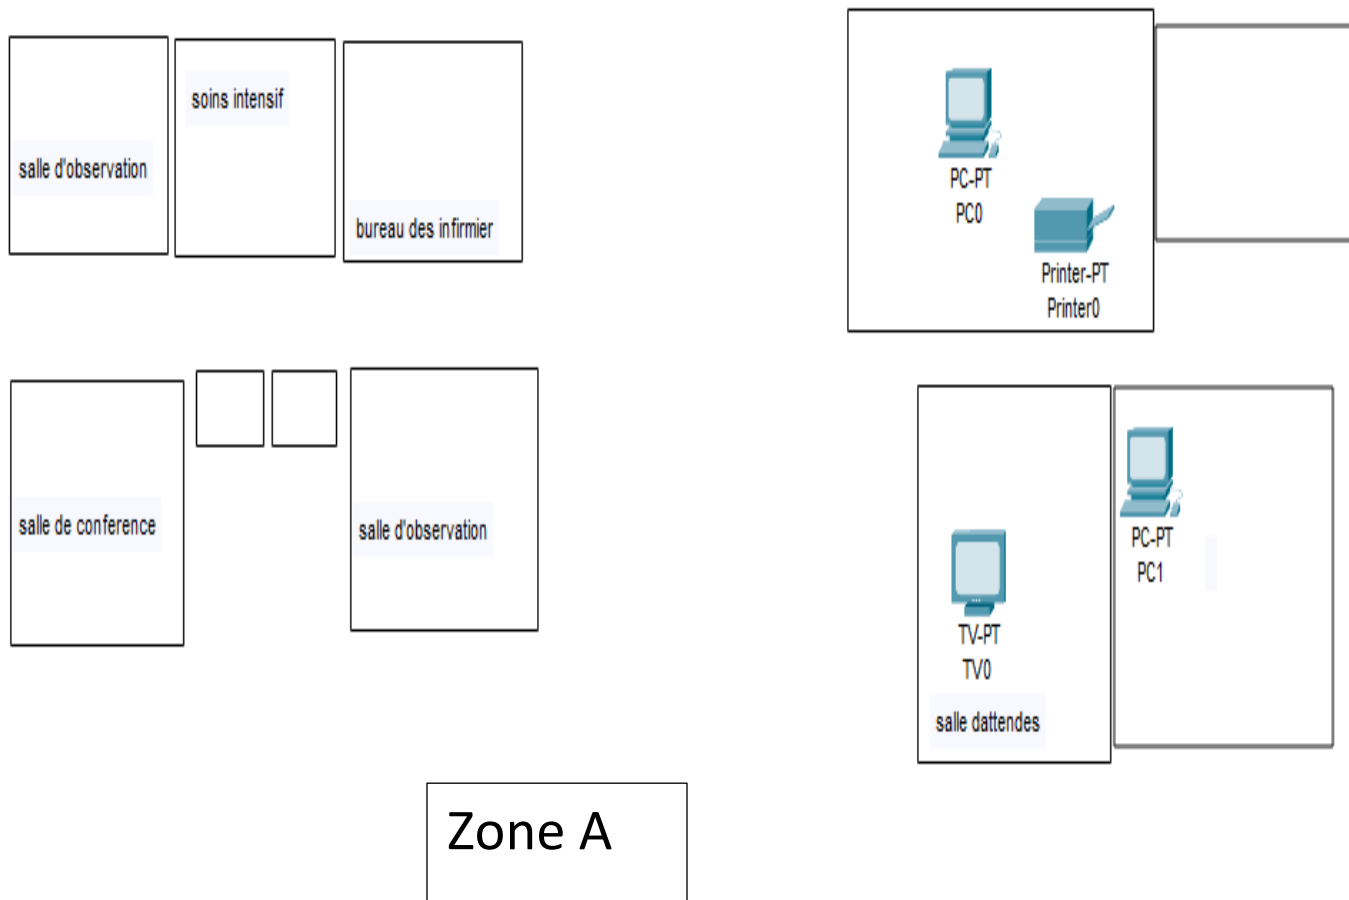 soins intensif
salle d'observation
bureau des infirmier
PC-PT
PC0
Printer-PT
Printer0
salle de conference
salle d'observation
PC-PT
PC1
TV-PT
TV0
salle dattendes
Zone A